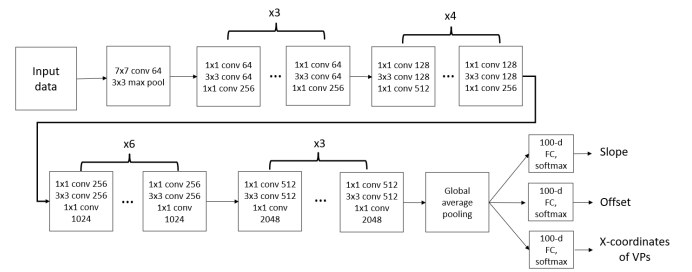 x3
x4
Input
data
7x7 conv 64
3x3 max pool
1x1 conv 64
3x3 conv 64
1x1 conv 256
...
1x1 conv 64
3x3 conv 64
1x1 conv 256
1x1 conv 128
3x3 conv 128
1x1 conv 512
...
1x1 conv 128
3x3 conv 128
1x1 conv 256
x6
x3
1x1 conv 256
3x3 conv 256
1x1 conv
1024
...
1x1 conv 256
3x3 conv 256
1x1 conv
1024
1x1 conv 512
3x3 conv 512
1x1 conv
2048
...
1x1 conv 512
3x3 conv 512
1x1 conv
2048
Global
average
pooling
100-d
FC,
softmax
Slope
100-d
FC,
softmax
Offset
100-d
FC,
softmax
X-coordinates
of VPs